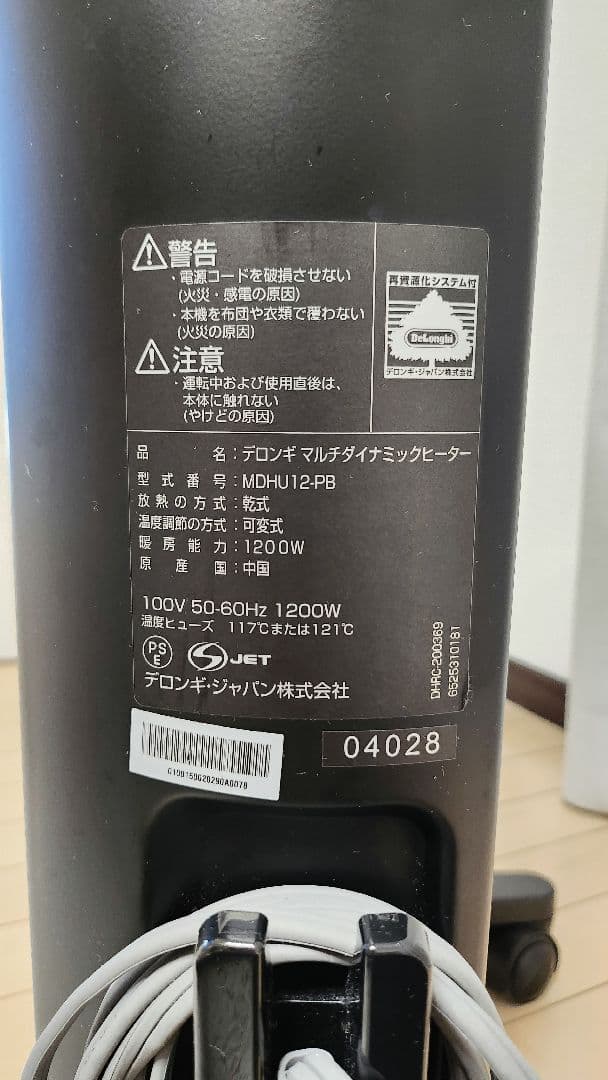 警告
・電源コードを破損させない
(火災・感電の原因)
・本機を布団や衣類で覆わない
(火災の原因)
注意
・運転中および使用直後は、
本体に触れない
(やけどの原因)
再資源化システム付
DeLonghi
デロンギ・ジャパン株式会社
品名：デロンギ マルチダイナミックヒーター
型式番号：MDHU12-PB
放熱の方式：乾式
温度調節の方式：可変式
暖房能力：1200W
原産国：中国
100V 50-60Hz 1200W
温度ヒューズ 117℃または121℃
PSE
JET
デロンギ・ジャパン株式会社
DHRC-200369
6525310181
04028